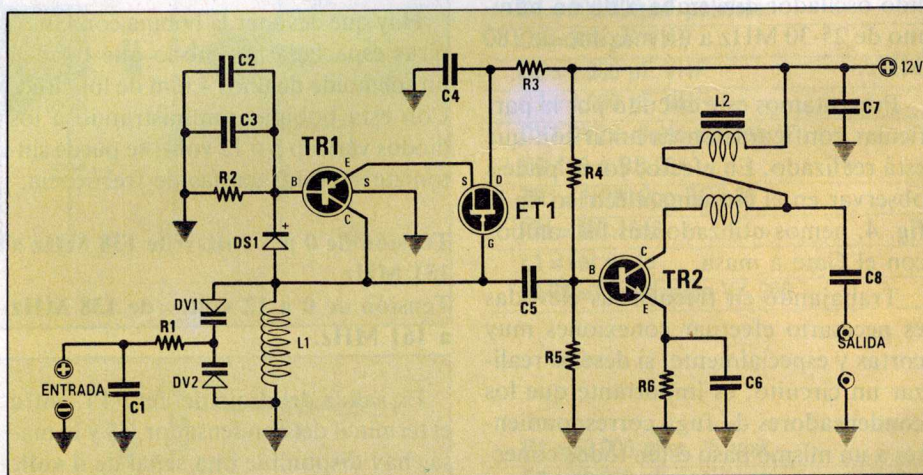 C2
C3
R2
TR1
B
E
S
C
DS1
+
C4
R3
12V
+
C7
L2
R4
S
D
G
FT1
DV1
R1
L1
DV2
+
ENTRADA
−
C1
C5
B
C
E
TR2
R5
R6
C6
C8
SALIDA